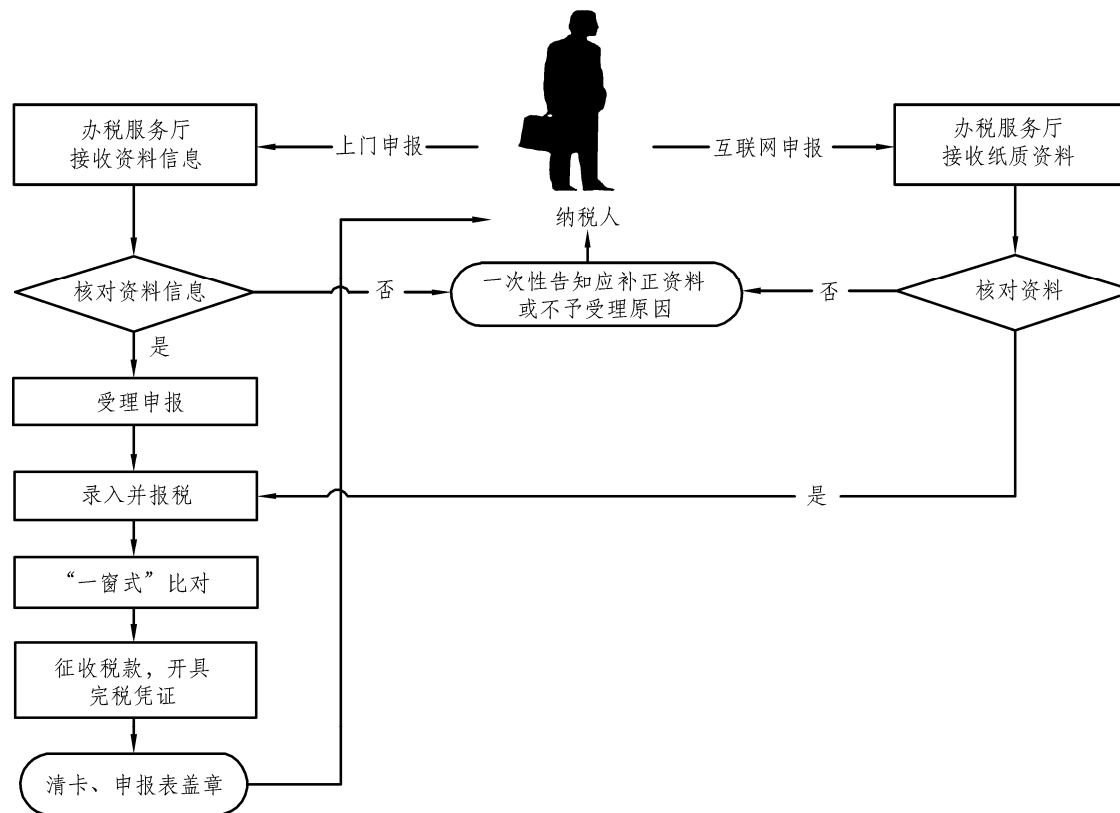 办税服务厅
接收资料信息
上门申报
互联网申报
办税服务厅
接收纸质资料
纳税人
核对资料信息
否
一次性告知应补正资料
或不予受理原因
否
核对资料
是
受理申报
录入并报税
是
“一窗式”比对
征收税款，开具
完税凭证
清卡、申报表盖章